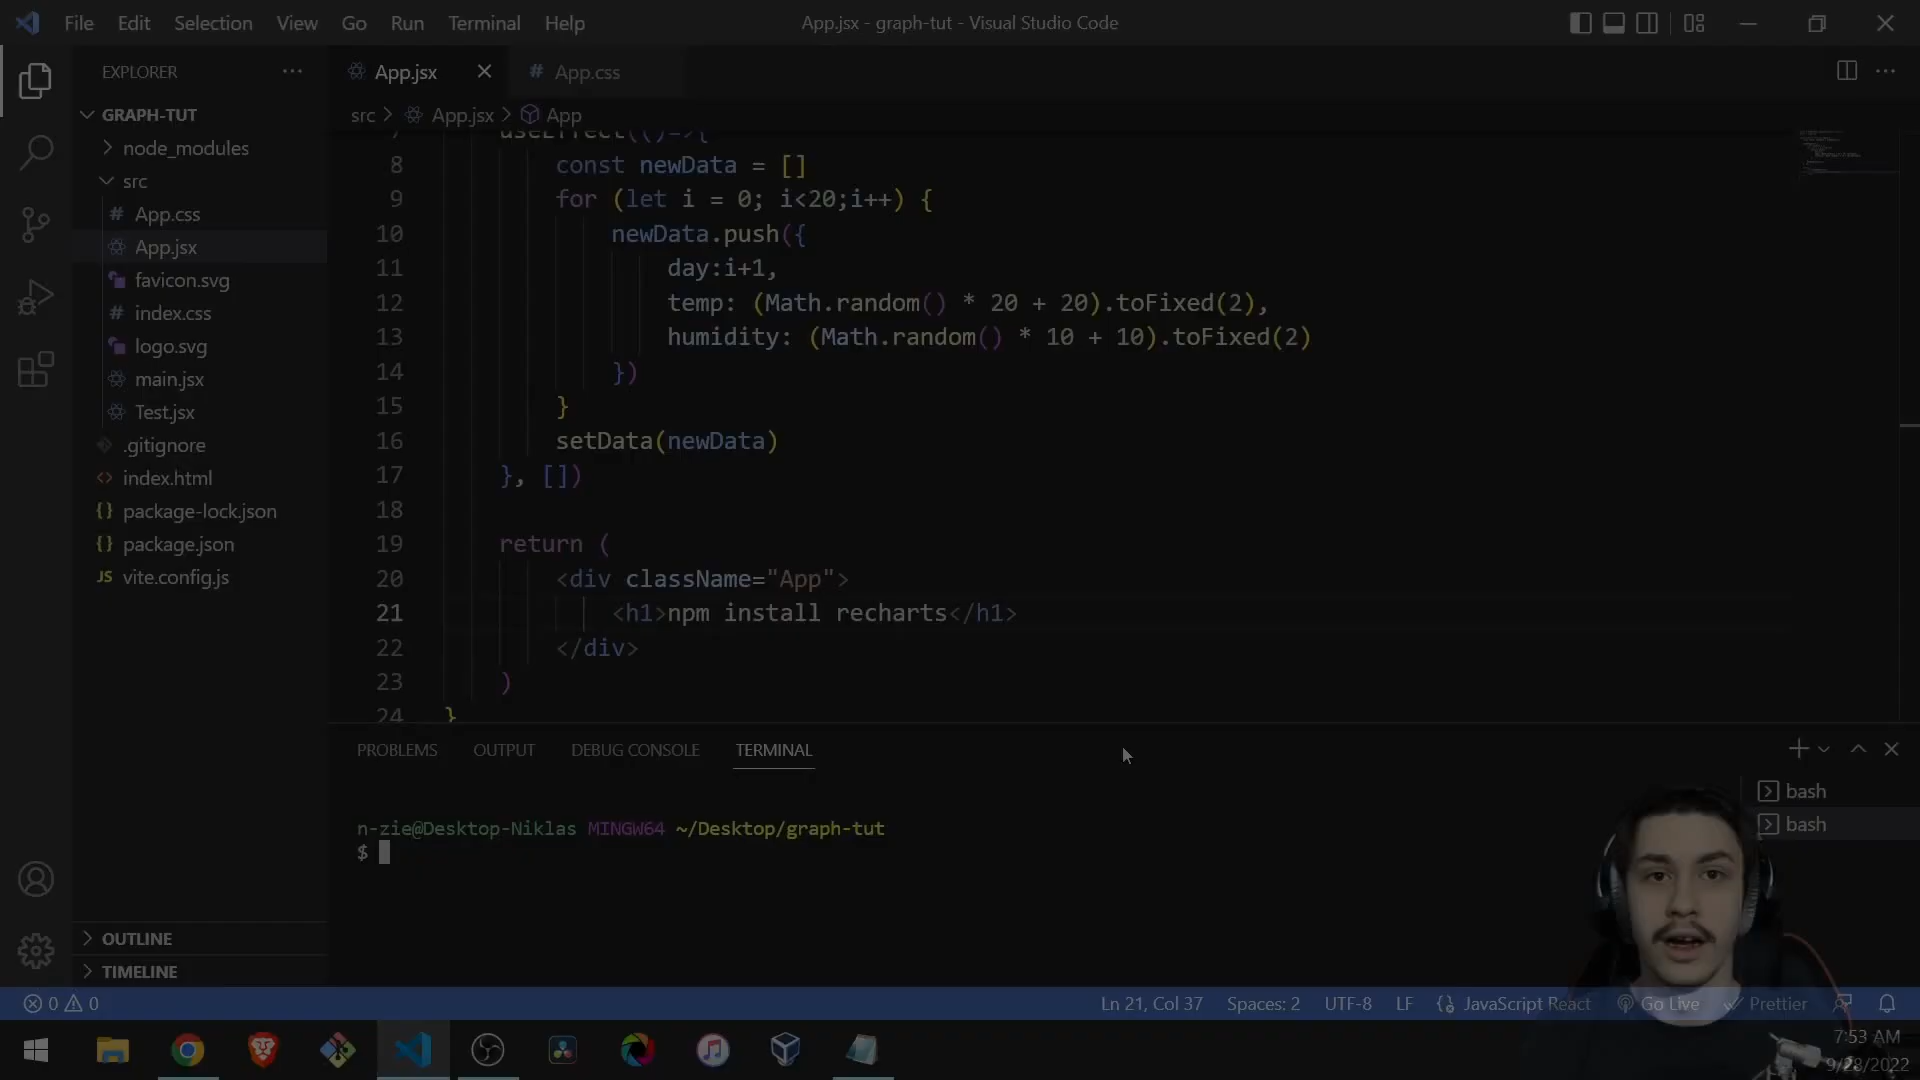 File Edit Selection View Go Run Terminal Help
App.jsx - graph-tut - Visual Studio Code
EXPLORER
App.jsx
# App.css
GRAPH-TUT
src > App.jsx > App
node_modules
src
# App.css
App.jsx
favicon.svg
# index.css
logo.svg
main.jsx
Test.jsx
.gitignore
<> index.html
{} package-lock.json
{} package.json
JS vite.config.js
OUTLINE
TIMELINE
7 useEffect(()=>{
8 const newData = []
9 for (let i = 0; i<20;i++) {
10 newData.push({
11 day:i+1,
12 temp: (Math.random() * 20 + 20).toFixed(2),
13 humidity: (Math.random() * 10 + 10).toFixed(2)
14 })
15 }
16 setData(newData)
17 }, [])
18
19 return (
20 <div className="App">
21 <h1>npm install recharts</h1>
22 </div>
23 )
24 }
PROBLEMS OUTPUT DEBUG CONSOLE TERMINAL
bash
bash
n-zie@Desktop-Niklas MINGW64 ~/Desktop/graph-tut
$
0 0
Ln 21, Col 37 Spaces: 2 UTF-8 LF {} JavaScript React Go Live Prettier
7:53 AM
9/28/2022